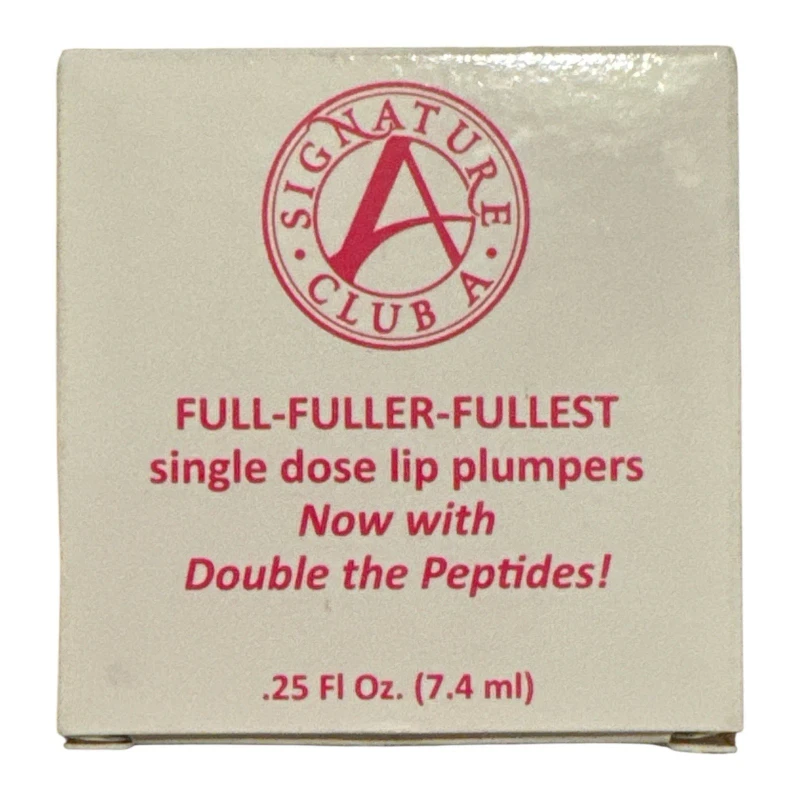 SIGNATURE
A
• CLUB A •
FULL-FULLER-FULLEST
single dose lip plumpers
Now with
Double the Peptides!
.25 Fl Oz. (7.4 ml)